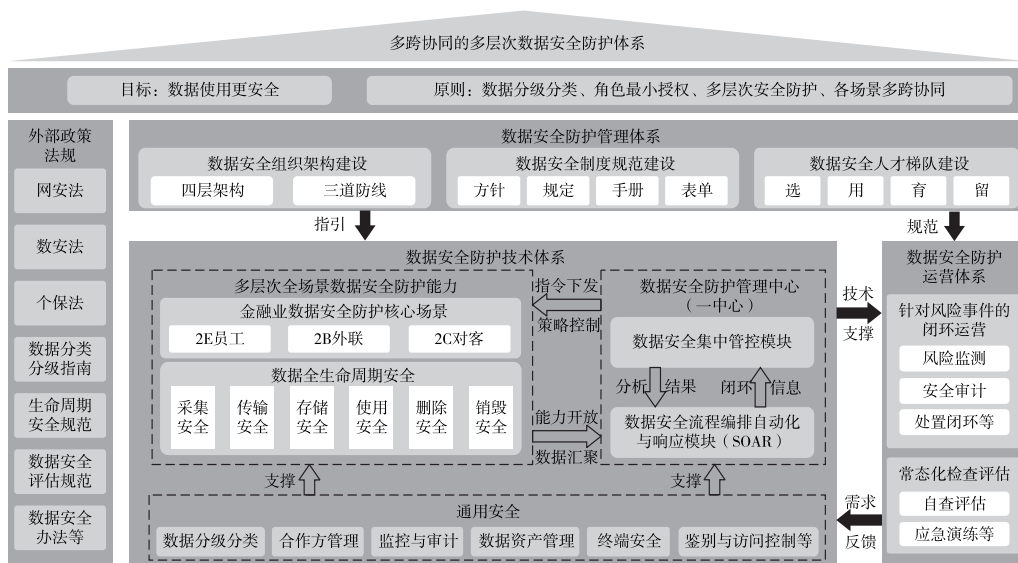 多跨协同的多层次数据安全防护体系
目标：数据使用更安全
原则：数据分级分类、角色最小授权、多层次安全防护、各场景多跨协同
外部政策
法规
网安法
数安法
个保法
数据分类
分级指南
生命周期
安全规范
数据安全
评估规范
数据安全
办法等
数据安全防护管理体系
数据安全组织架构建设
四层架构
三道防线
数据安全制度规范建设
方针
规定
手册
表单
数据安全人才梯队建设
选
用
育
留
指引
规范
数据安全防护技术体系
多层次全场景数据安全防护能力
金融业数据安全防护核心场景
2E员工
2B外联
2C对客
数据全生命周期安全
采集
安全
传输
安全
存储
安全
使用
安全
删除
安全
销毁
安全
指令下发
策略控制
能力开放
数据汇聚
数据安全防护管理中心
（一中心）
数据安全集中管控模块
分析
结果
闭环
信息
数据安全流程编排自动化
与响应模块（SOAR）
支撑
支撑
通用安全
数据分级分类
合作方管理
监控与审计
数据资产管理
终端安全
鉴别与访问控制等
技术
支撑
需求
反馈
数据安全防护
运营体系
针对风险事件的
闭环运营
风险监测
安全审计
处置闭环等
常态化检查评估
自查评估
应急演练等